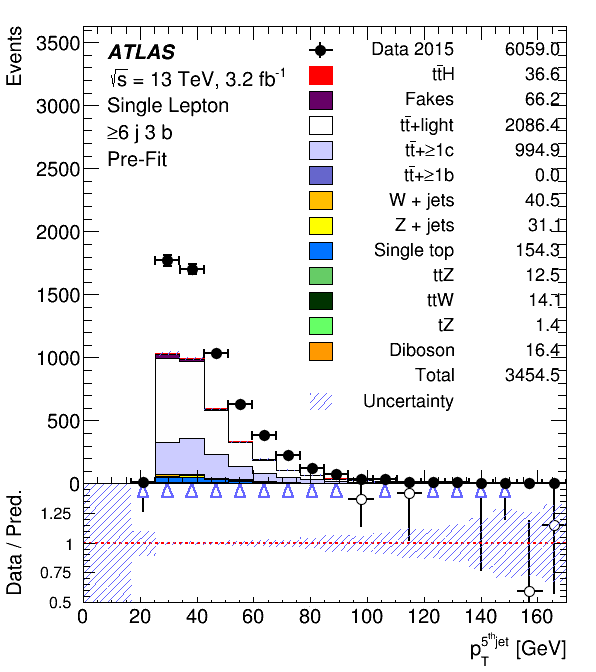 Events
3500
3000
2500
2000
1500
1000
500
0
ATLAS
√s = 13 TeV, 3.2 fb⁻¹
Single Lepton
≥6 j 3 b
Pre-Fit
Data 2015 6059.0
tt̄H 36.6
Fakes 66.2
tt̄+light 2086.4
tt̄+≥1c 994.9
tt̄+≥1b 0.0
W + jets 40.5
Z + jets 31.1
Single top 154.3
ttZ 12.5
ttW 14.1
tZ 1.4
Diboson 16.4
Total 3454.5
Uncertainty
Data / Pred.
1.25
1
0.75
0.5
0 20 40 60 80 100 120 140 160
p_T^{5th jet} [GeV]